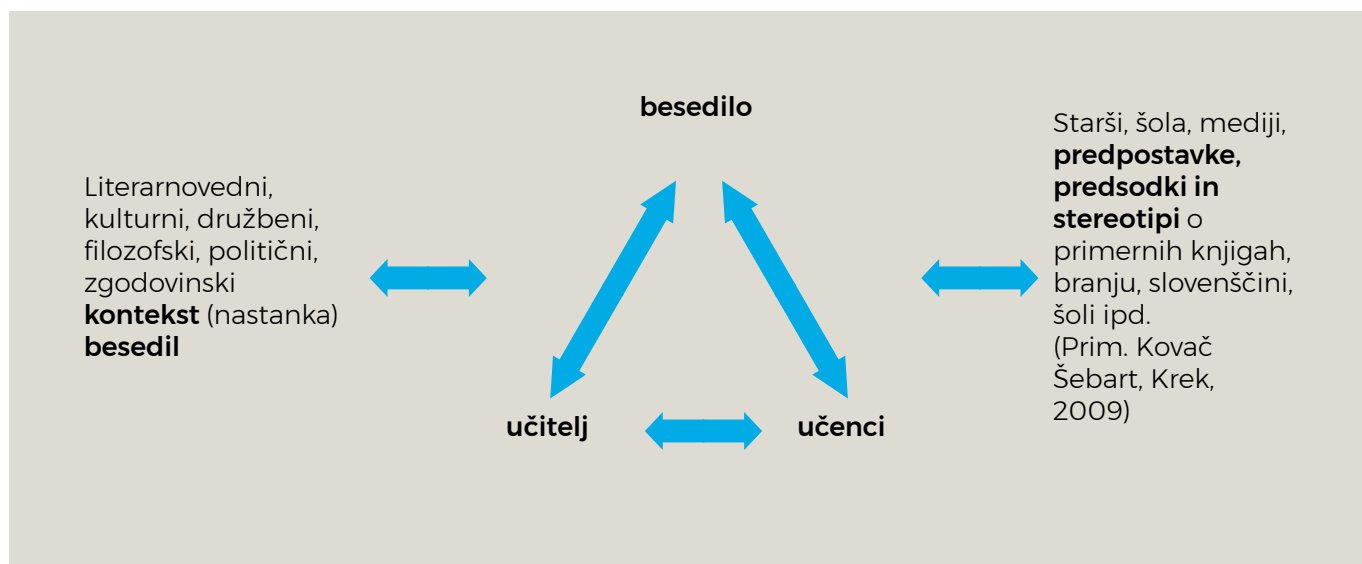 besedilo
Literarnovedni,
kulturni, družbeni,
filozofski, politični,
zgodovinski
kontekst (nastanka)
besedil
Starši, šola, mediji,
predpostavke,
predsodki in
stereotipi o
primernih knjigah,
branju, slovenščini,
šoli ipd.
(Prim. Kovač
Šebart, Krek,
2009)
učitelj
učenci